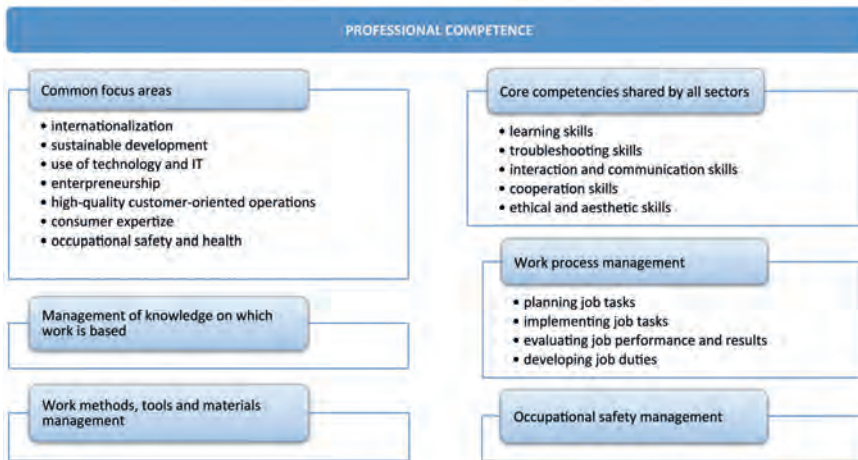 PROFESSIONAL COMPETENCE
Common focus areas
• internationalization
• sustainable development
• use of technology and IT
• enterpreneurship
• high-quality customer-oriented operations
• consumer expertize
• occupational safety and health
Management of knowledge on which
work is based
Work methods, tools and materials
management
Core competencies shared by all sectors
• learning skills
• troubleshooting skills
• interaction and communication skills
• cooperation skills
• ethical and aesthetic skills
Work process management
• planning job tasks
• implementing job tasks
• evaluating job performance and results
• developing job duties
Occupational safety management